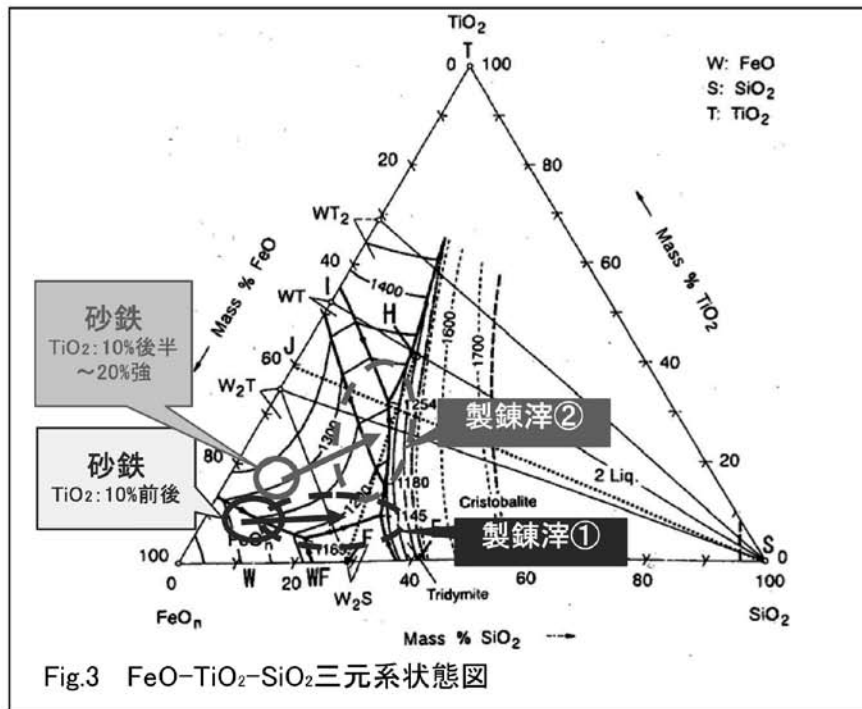 TiO₂
T
0
100
W: FeO
S: SiO₂
T: TiO₂
20
80
WT₂
40
60
← Mass % FeO
← Mass % TiO₂
WT
I
1400
H
1600
1700
砂鉄
TiO₂:10%後半
～20%強
60
J
40
W₂T
1254
製錬滓②
1300
80
20
砂鉄
TiO₂:10%前後
1180
2 Liq.
Cristobalite
製錬滓①
100
S
0
0
W
20
WF
W₂S
40
Tridymite
60
80
100
FeOₙ
SiO₂
Mass % SiO₂ →
Fig.3 FeO-TiO₂-SiO₂三元系状態図